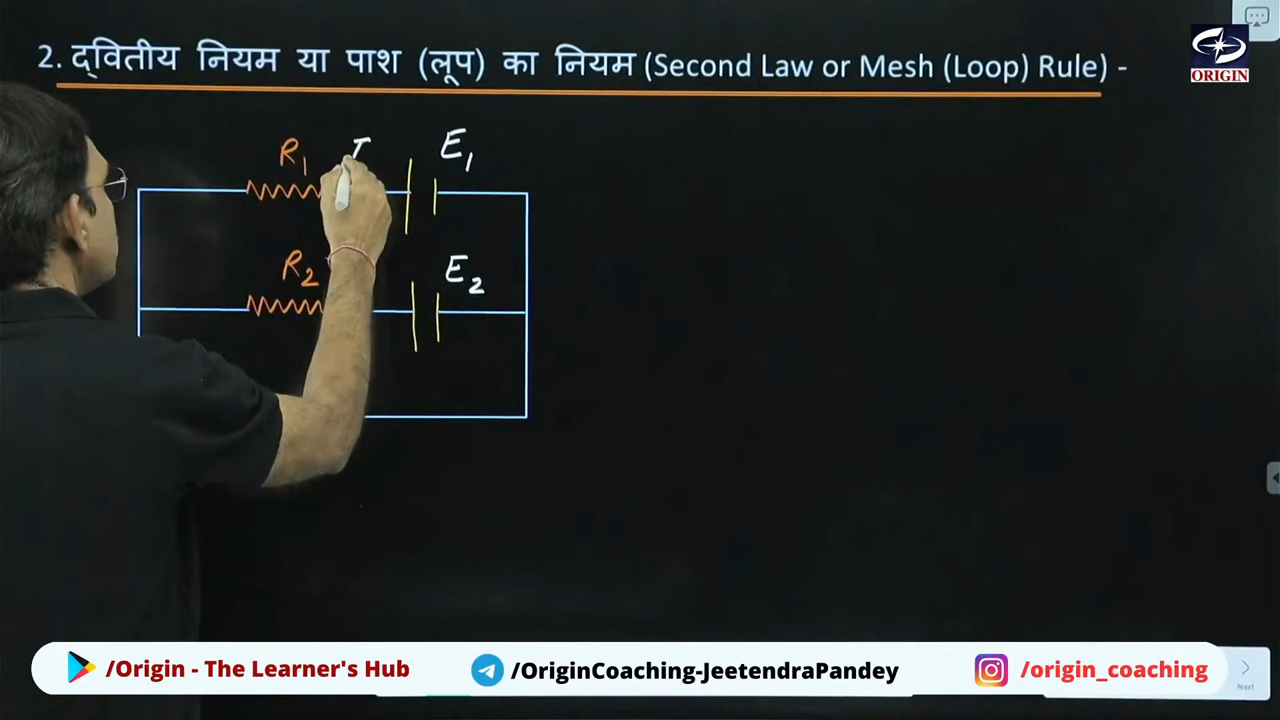 2. द्वितीय नियम या पाश (लूप) का नियम (Second Law or Mesh (Loop) Rule) -
ORIGIN
R1 I E1
R2 E2
/Origin - The Learner's Hub /OriginCoaching-JeetendraPandey /origin_coaching
Next